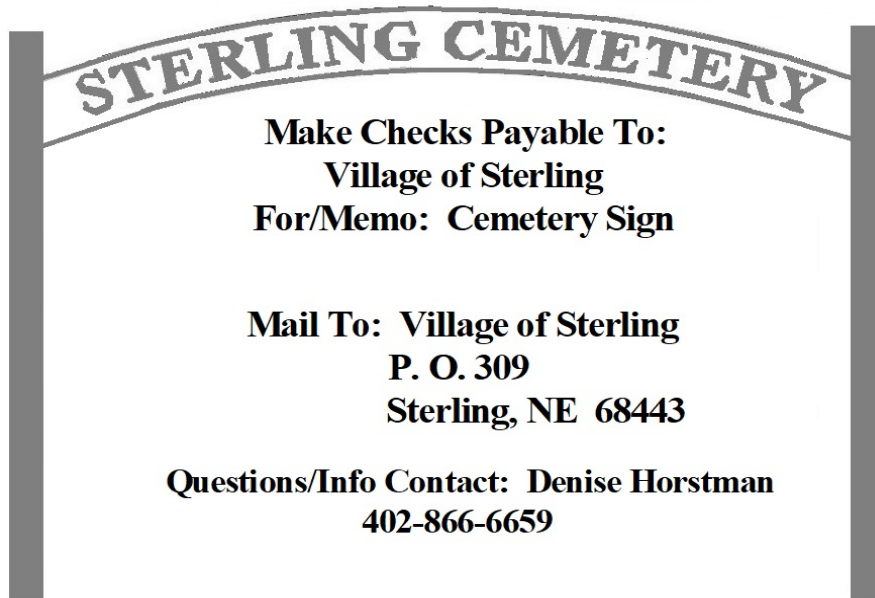 STERLING CEMETERY
Make Checks Payable To:
Village of Sterling
For/Memo:  Cemetery Sign
Mail To:  Village of Sterling
P. O. 309
Sterling, NE  68443
Questions/Info Contact:  Denise Horstman
402-866-6659